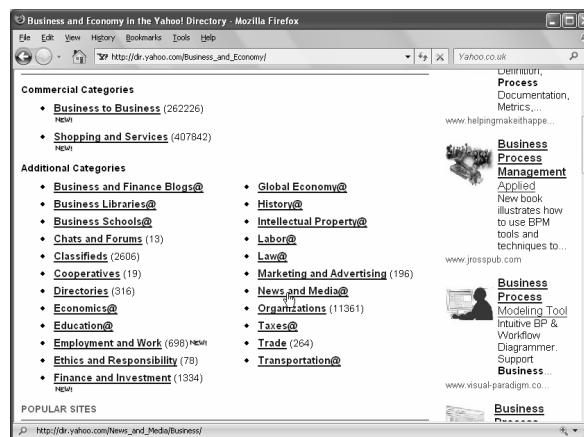 Business and Economy in the Yahoo! Directory - Mozilla Firefox
File Edit View History Bookmarks Tools Help
http://dir.yahoo.com/Business_and_Economy/
Yahoo.co.uk
Commercial Categories
Business to Business (262226)
NEW!
Shopping and Services (407842)
NEW!
Additional Categories
Business and Finance Blogs@
Business Libraries@
Business Schools@
Chats and Forums (13)
Classifieds (2606)
Cooperatives (19)
Directories (316)
Economics@
Education@
Employment and Work (698) NEW!
Ethics and Responsibility (78)
Finance and Investment (1334)
NEW!
Global Economy@
History@
Intellectual Property@
Labor@
Law@
Marketing and Advertising (196)
News and Media@
Organizations (11361)
Taxes@
Trade (264)
Transportation@
POPULAR SITES
Definition,
Process
Documentation,
Metrics,...
www.helpingmakeithappe...
Business
Process
Management
Applied
New book
illustrates how
to use BPM
tools and
techniques to...
www.jrosspub.com
Business
Process
Modeling Tool
Intuitive BP &
Workflow
Diagrammer.
Support
Business...
www.visual-paradigm.co...
Business
Process
http://dir.yahoo.com/News_and_Media/Business/